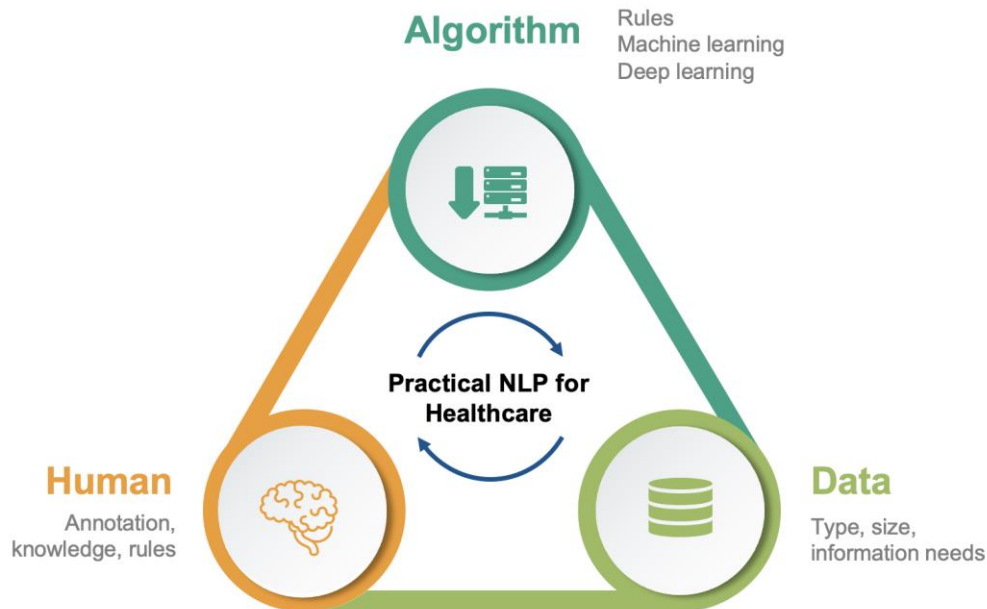 Algorithm
Rules
Machine learning
Deep learning
Practical NLP for
Healthcare
Human
Annotation,
knowledge, rules
Data
Type, size,
information needs